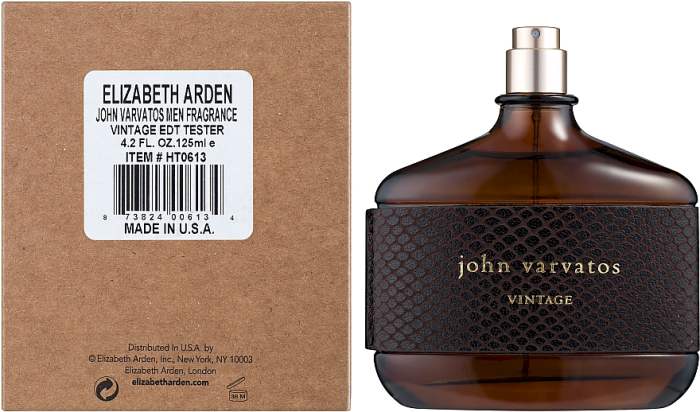 ELIZABETH ARDEN
JOHN VARVATOS MEN FRAGRANCE
VINTAGE EDT TESTER
4.2 FL. OZ.125ml e
ITEM # HT0613
8 73824 00613 4
MADE IN U.S.A.
Distributed In U.S.A. by
© Elizabeth Arden, Inc., New York, NY 10003
Elizabeth Arden, London
elizabetharden.com
36 M
john varvatos
VINTAGE